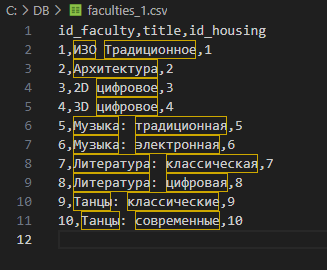 C: > DB > faculties_1.csv
1 id_faculty,title,id_housing
2 1,ИЗО Традиционное,1
3 2,Архитектура,2
4 3,2D цифровое,3
5 4,3D цифровое,4
6 5,Музыка: традиционная,5
7 6,Музыка: электронная,6
8 7,Литература: классическая,7
9 8,Литература: цифровая,8
10 9,Танцы: классические,9
11 10,Танцы: современные,10
12